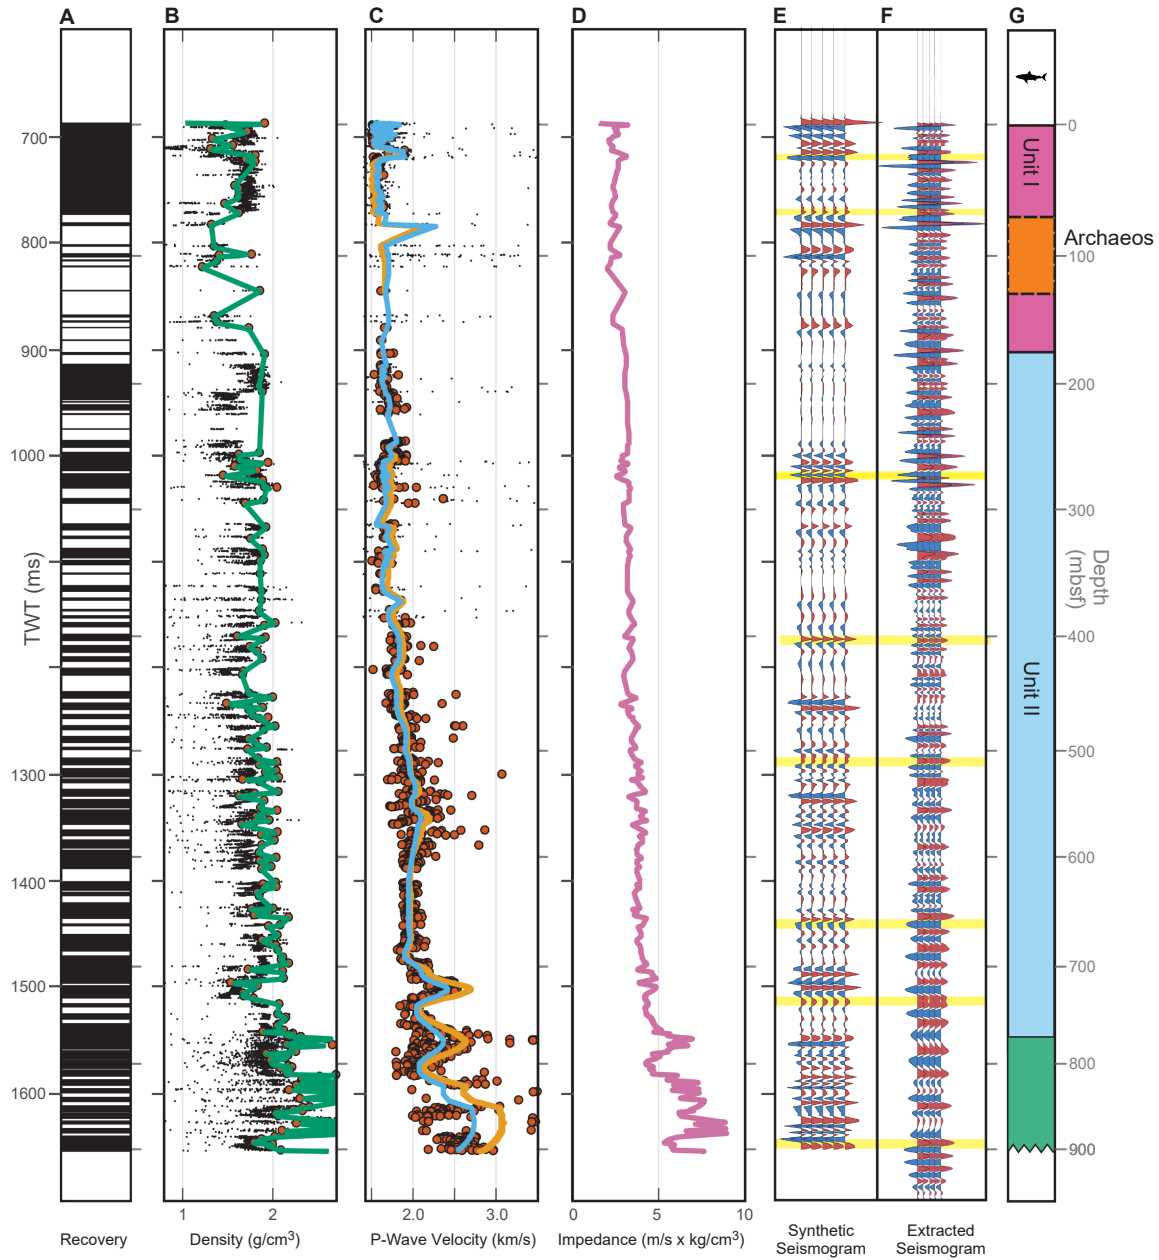 A B C D E F G
700
800
900
1000
1300
1400
1500
1600
TWT (ms)
0
100
200
300
400
500
600
700
800
900
Depth
(mbsf)
Unit I
Archaeos
Unit II
1 2
2.0 3.0
0 5 10
Recovery
Density (g/cm³)
P-Wave Velocity (km/s)
Impedance (m/s x kg/cm³)
Synthetic
Seismogram
Extracted
Seismogram